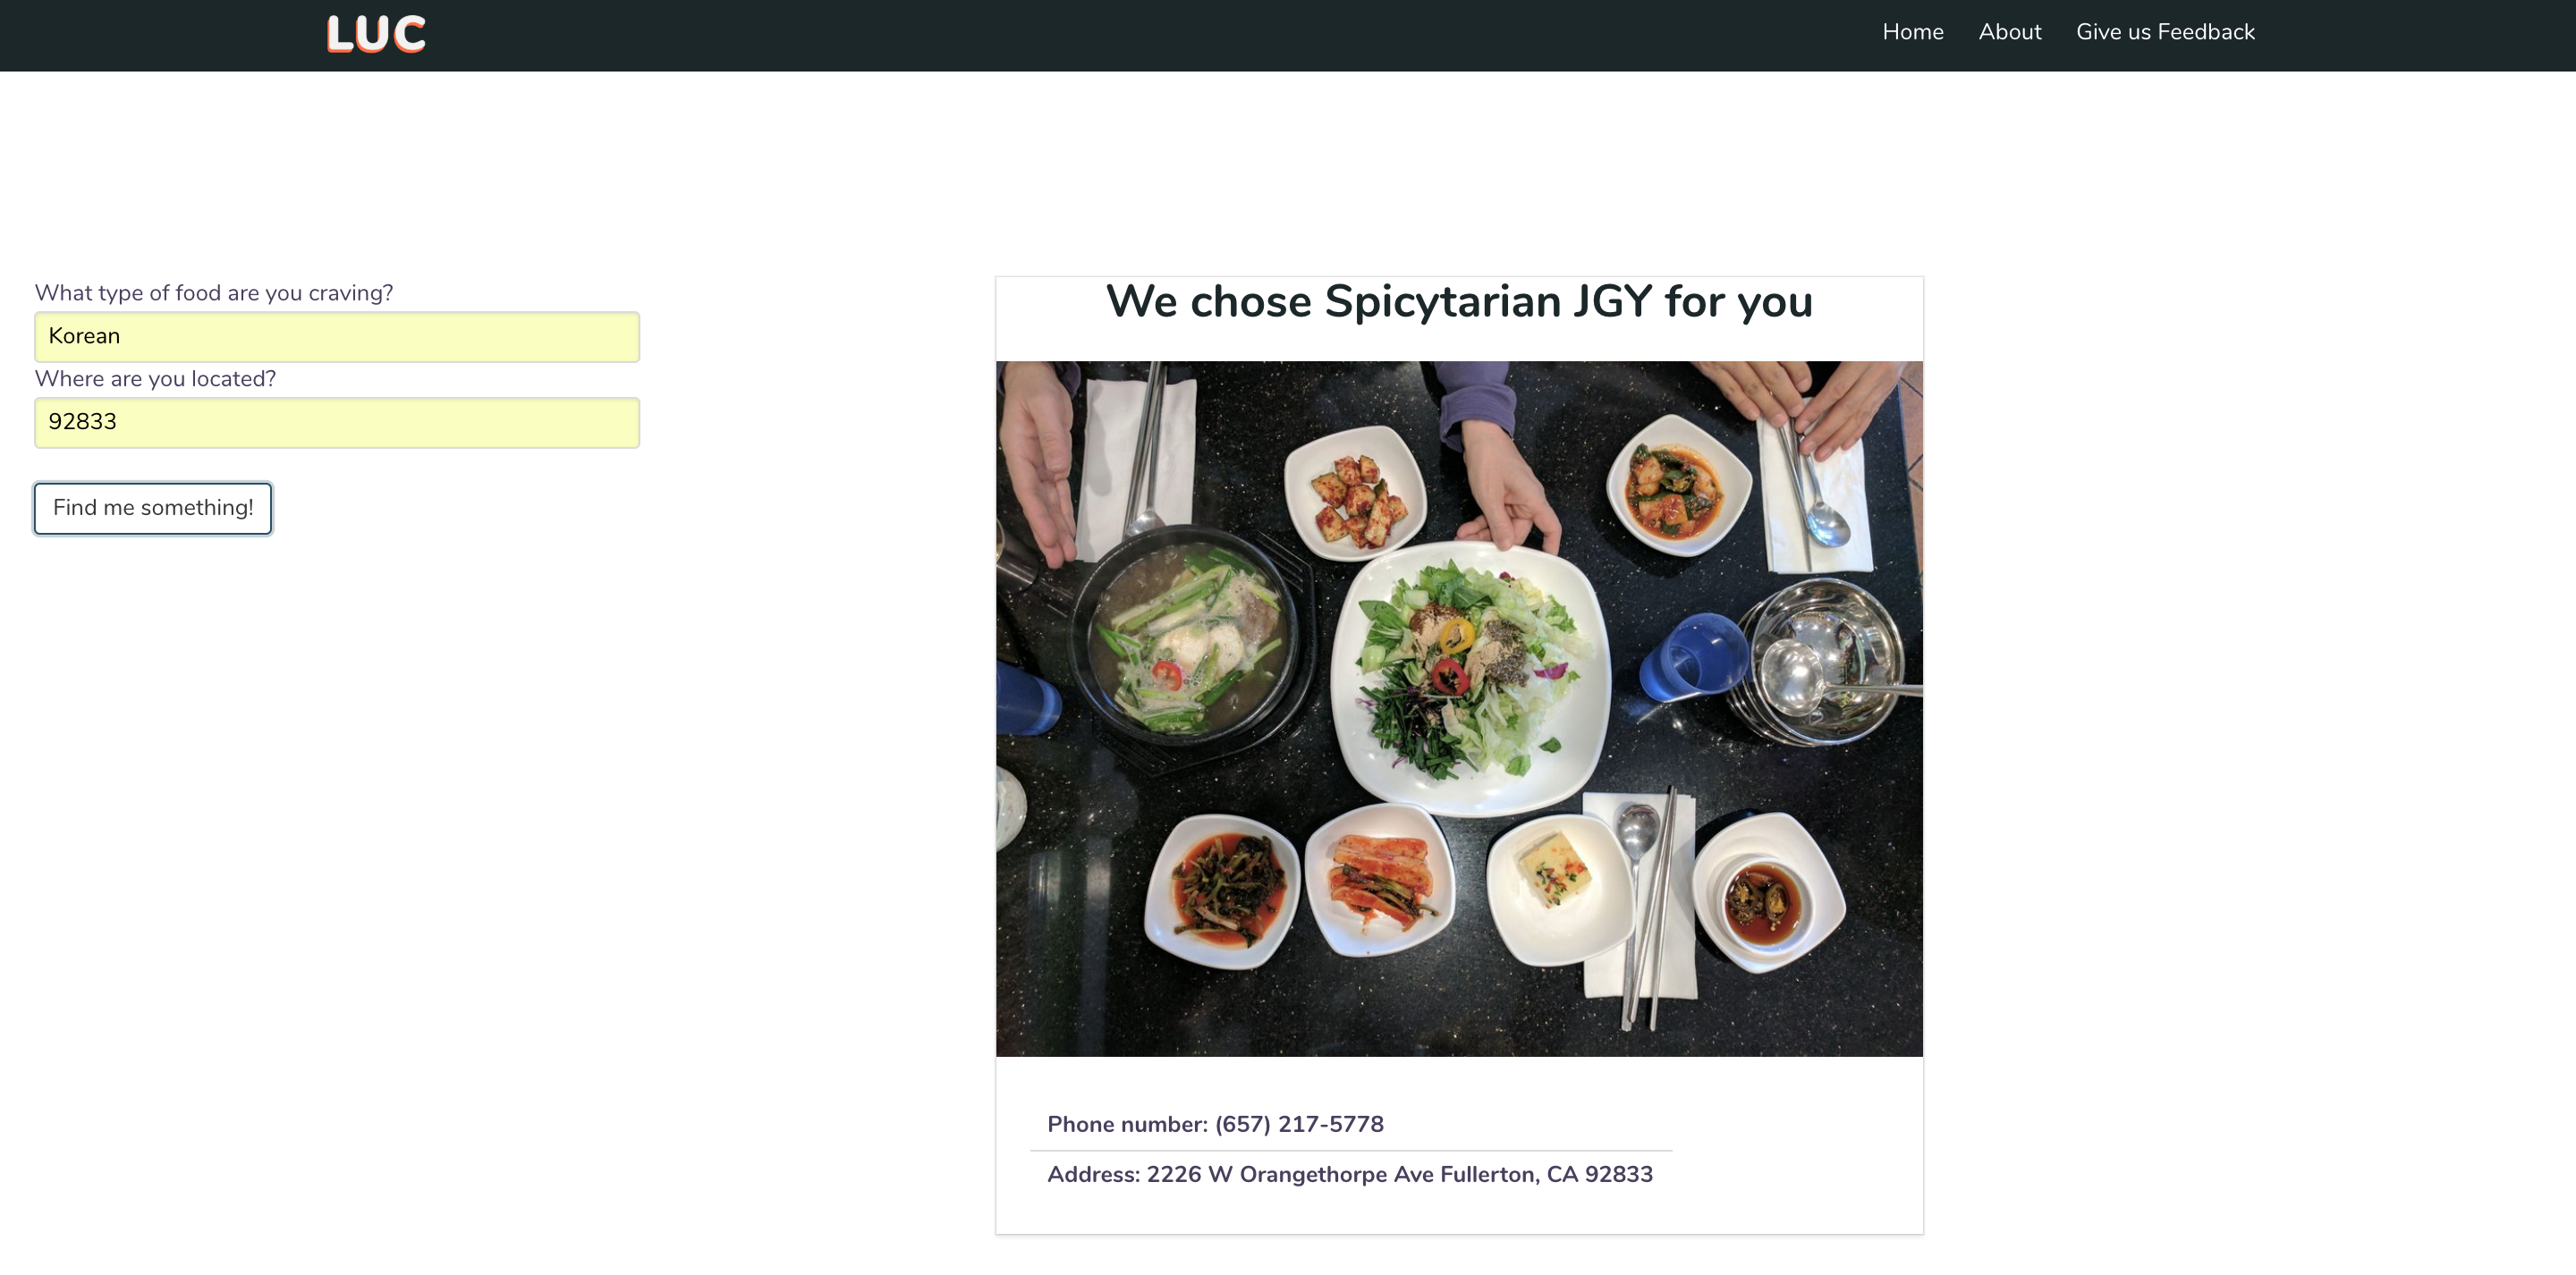 LUC
Home About Give us Feedback
What type of food are you craving?
Korean
Where are you located?
92833
Find me something!
We chose Spicytarian JGY for you
Phone number: (657) 217-5778
Address: 2226 W Orangethorpe Ave Fullerton, CA 92833